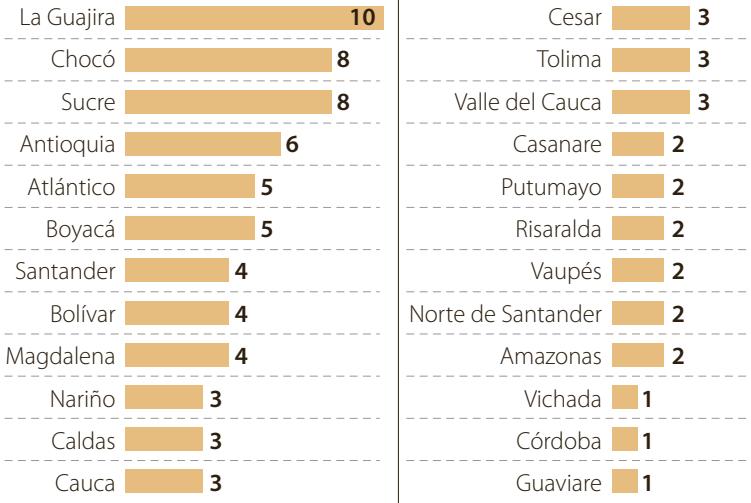 La Guajira 10
Chocó 8
Sucre 8
Antioquia 6
Atlántico 5
Boyacá 5
Santander 4
Bolívar 4
Magdalena 4
Nariño 3
Caldas 3
Cauca 3
Cesar 3
Tolima 3
Valle del Cauca 3
Casanare 2
Putumayo 2
Risaralda 2
Vaupés 2
Norte de Santander 2
Amazonas 2
Vichada 1
Córdoba 1
Guaviare 1